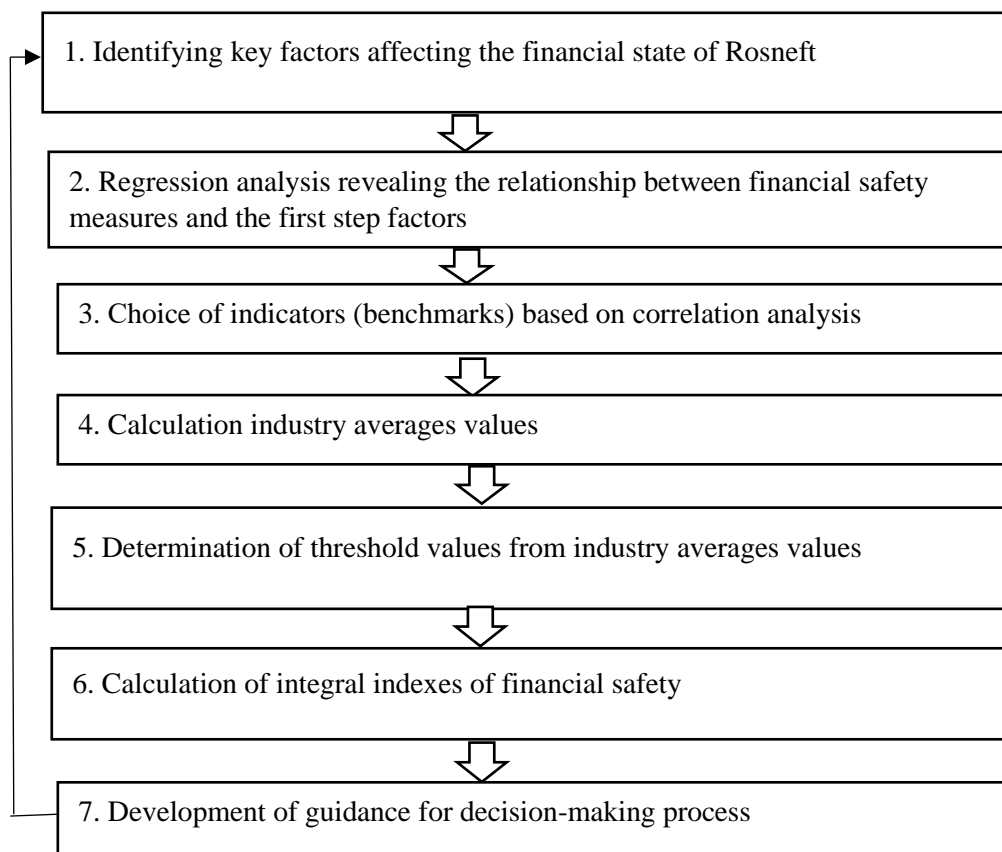 1. Identifying key factors affecting the financial state of Rosneft
2. Regression analysis revealing the relationship between financial safety
measures and the first step factors
3. Choice of indicators (benchmarks) based on correlation analysis
4. Calculation industry averages values
5. Determination of threshold values from industry averages values
6. Calculation of integral indexes of financial safety
7. Development of guidance for decision-making process